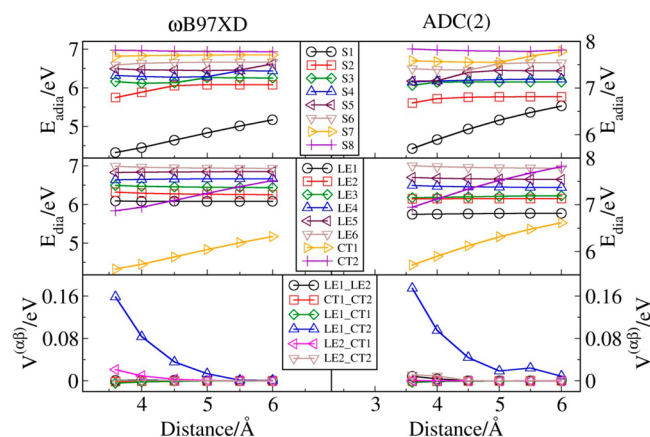 ωB97XD
ADC(2)
7
6
5
E_adia/eV
S1
S2
S3
S4
S5
S6
S7
S8
8
7
6
E_adia/eV
7
6
5
E_dia/eV
LE1
LE2
LE3
LE4
LE5
LE6
CT1
CT2
8
7
6
E_dia/eV
0.16
0.08
0
V^(αβ)/eV
LE1_LE2
CT1_CT2
LE1_CT1
LE1_CT2
LE2_CT1
LE2_CT2
0.16
0.08
0
V^(αβ)/eV
4 5 6
3 4 5 6
Distance/Å
Distance/Å